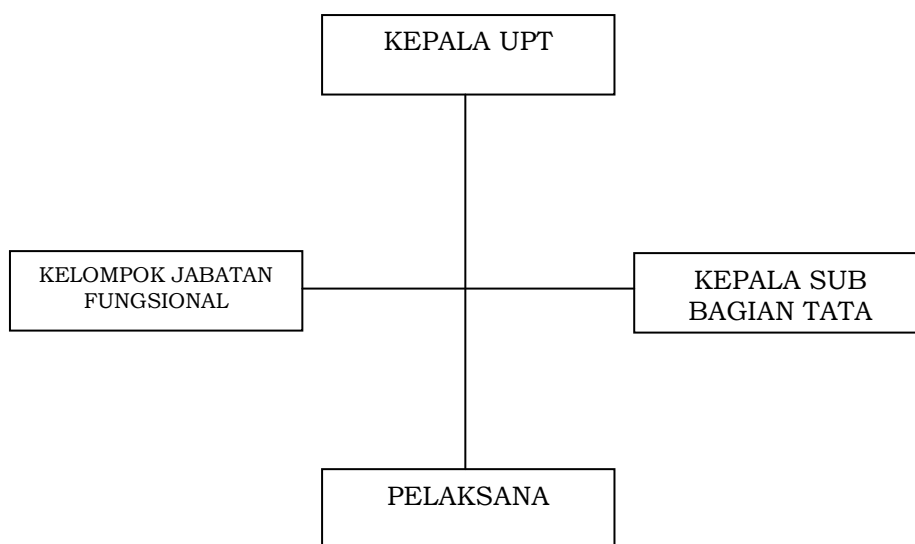 KEPALA UPT
KELOMPOK JABATAN
FUNGSIONAL
KEPALA SUB
BAGIAN TATA
PELAKSANA